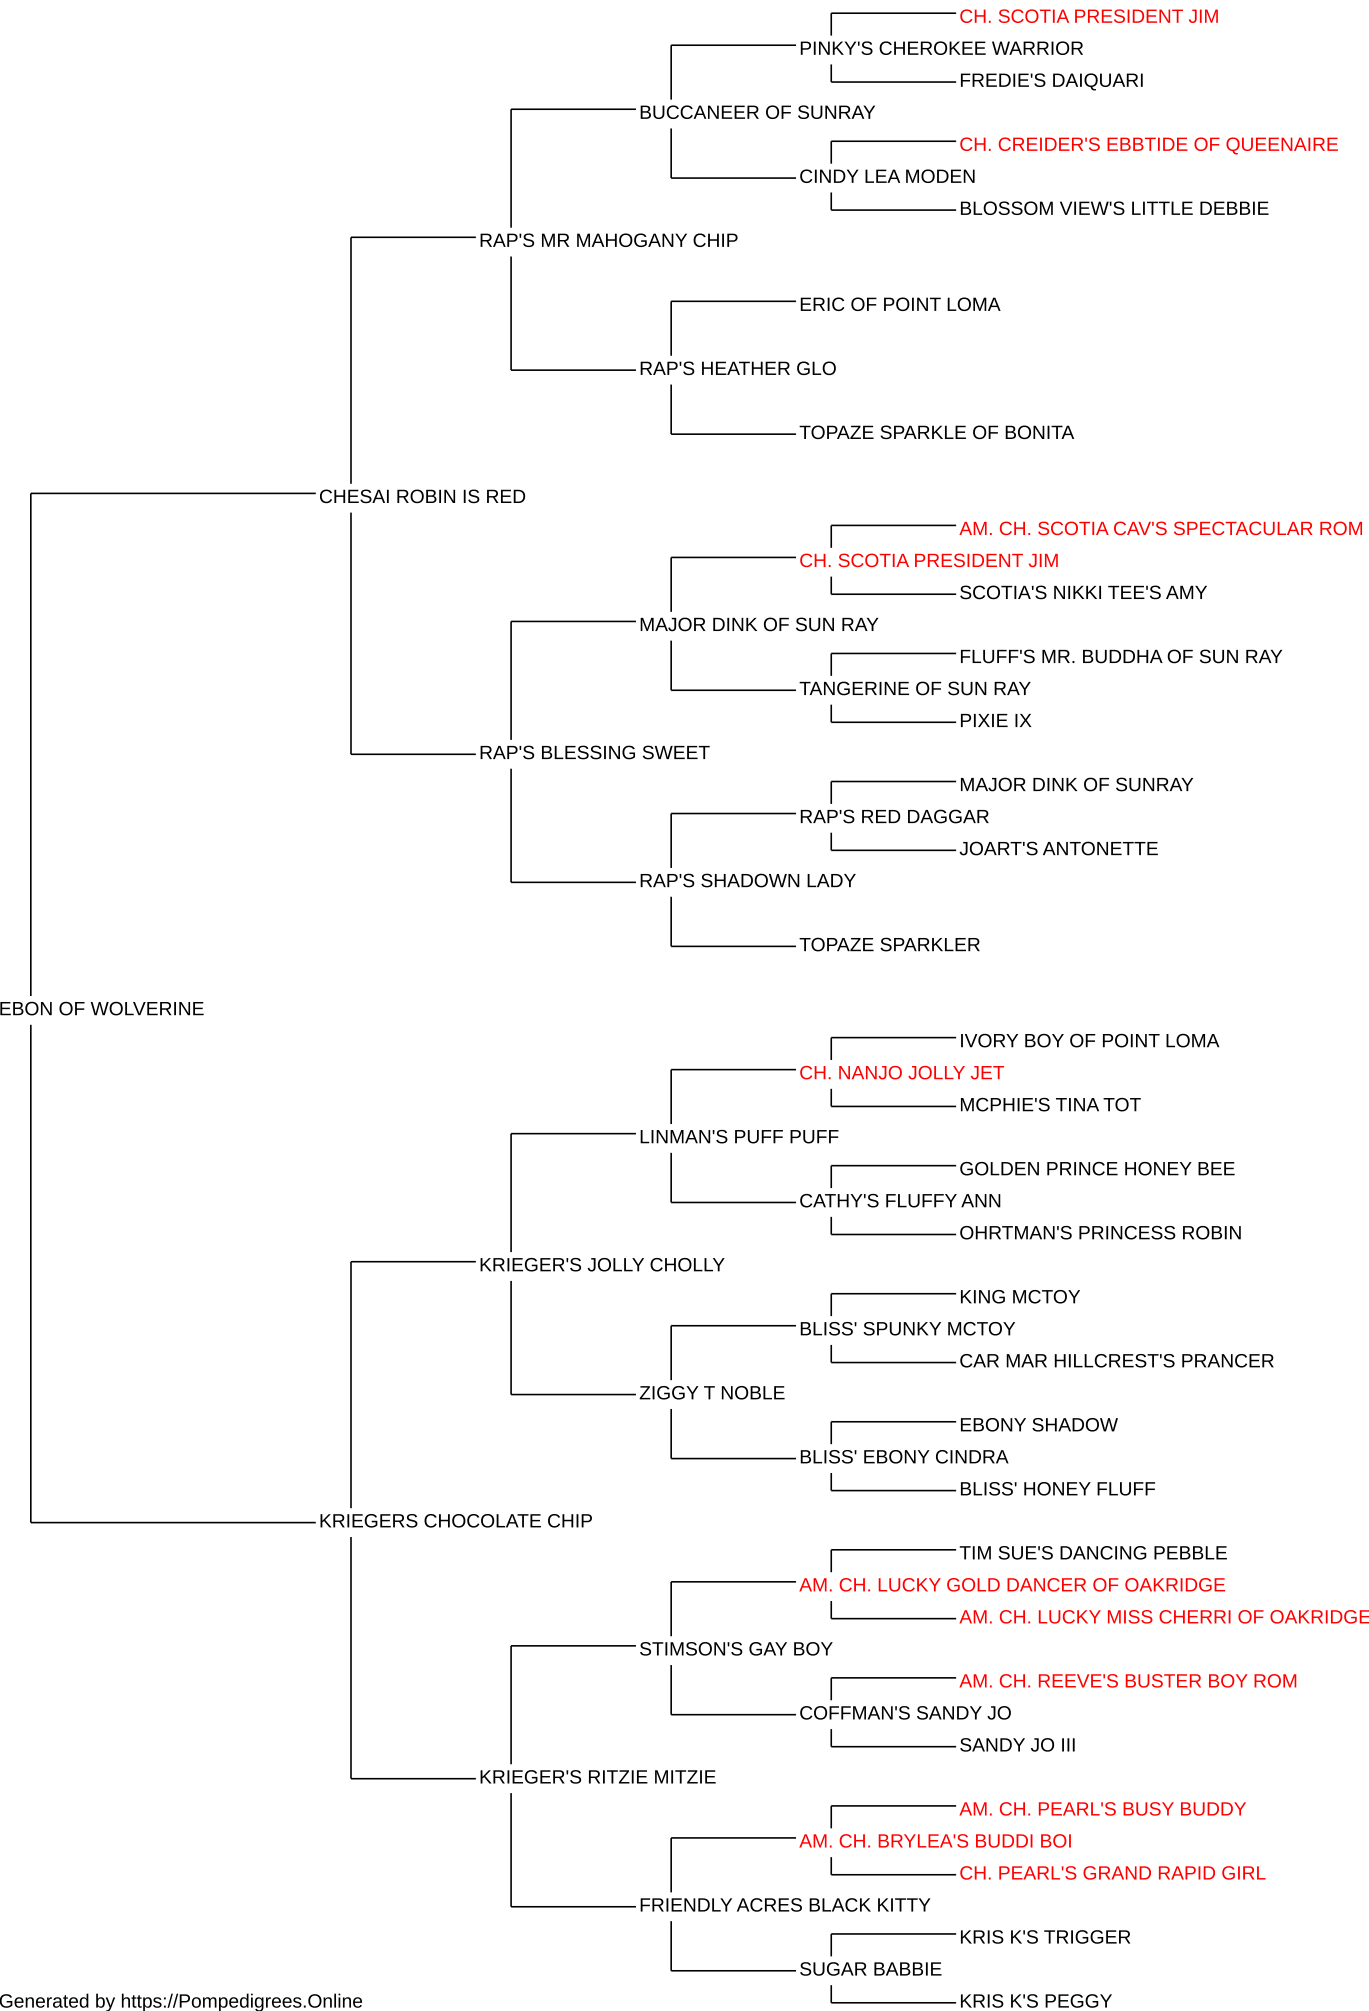 CH. SCOTIA PRESIDENT JIM
PINKY'S CHEROKEE WARRIOR
FREDIE'S DAIQUARI
BUCCANEER OF SUNRAY
CH. CREIDER'S EBBTIDE OF QUEENAIRE
CINDY LEA MODEN
BLOSSOM VIEW'S LITTLE DEBBIE
RAP'S MR MAHOGANY CHIP
ERIC OF POINT LOMA
RAP'S HEATHER GLO
TOPAZE SPARKLE OF BONITA
CHESAI ROBIN IS RED
AM. CH. SCOTIA CAV'S SPECTACULAR ROM
CH. SCOTIA PRESIDENT JIM
SCOTIA'S NIKKI TEE'S AMY
MAJOR DINK OF SUN RAY
FLUFF'S MR. BUDDHA OF SUN RAY
TANGERINE OF SUN RAY
PIXIE IX
RAP'S BLESSING SWEET
MAJOR DINK OF SUNRAY
RAP'S RED DAGGAR
JOART'S ANTONETTE
RAP'S SHADOWN LADY
TOPAZE SPARKLER
EBON OF WOLVERINE
IVORY BOY OF POINT LOMA
CH. NANJO JOLLY JET
MCPHIE'S TINA TOT
LINMAN'S PUFF PUFF
GOLDEN PRINCE HONEY BEE
CATHY'S FLUFFY ANN
OHRTMAN'S PRINCESS ROBIN
KRIEGER'S JOLLY CHOLLY
KING MCTOY
BLISS' SPUNKY MCTOY
CAR MAR HILLCREST'S PRANCER
ZIGGY T NOBLE
EBONY SHADOW
BLISS' EBONY CINDRA
BLISS' HONEY FLUFF
KRIEGERS CHOCOLATE CHIP
TIM SUE'S DANCING PEBBLE
AM. CH. LUCKY GOLD DANCER OF OAKRIDGE
AM. CH. LUCKY MISS CHERRI OF OAKRIDGE
STIMSON'S GAY BOY
AM. CH. REEVE'S BUSTER BOY ROM
COFFMAN'S SANDY JO
SANDY JO III
KRIEGER'S RITZIE MITZIE
AM. CH. PEARL'S BUSY BUDDY
AM. CH. BRYLEA'S BUDDI BOI
CH. PEARL'S GRAND RAPID GIRL
FRIENDLY ACRES BLACK KITTY
KRIS K'S TRIGGER
SUGAR BABBIE
KRIS K'S PEGGY
Generated by https://Pompedigrees.Online